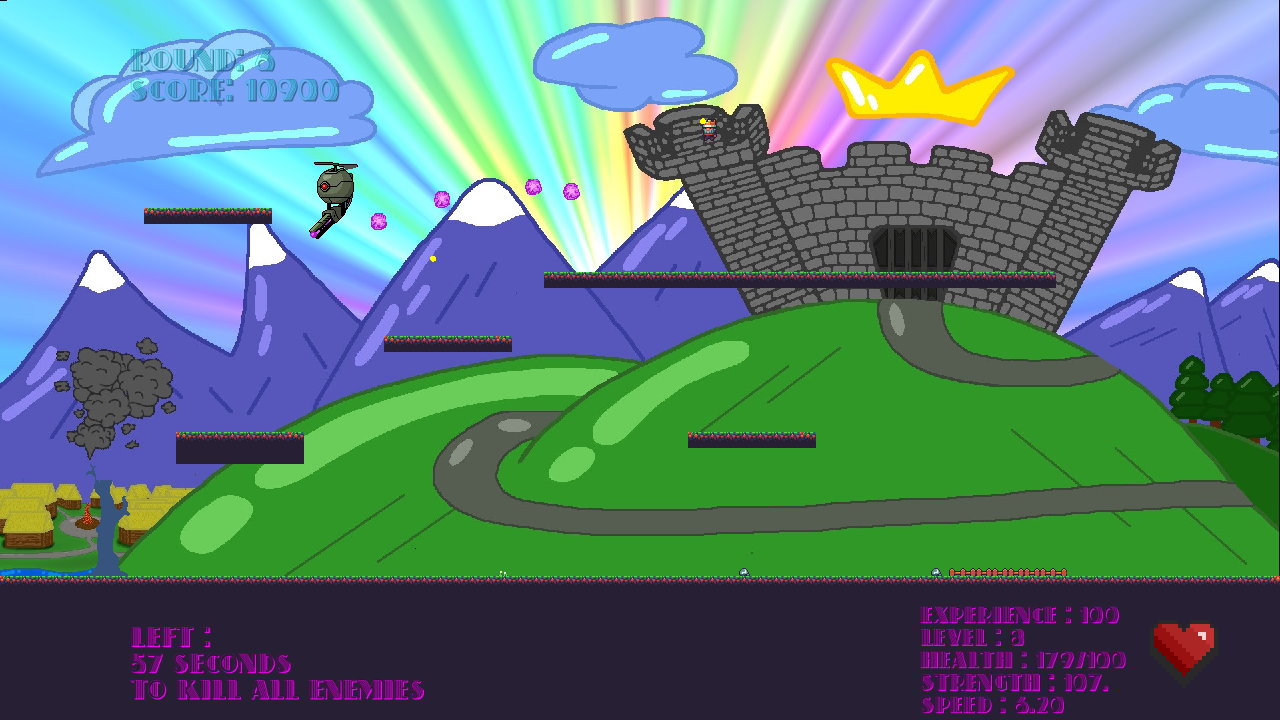 ROUND: 6
SCORE: 10900
LEFT :
57 SECONDS
TO KILL ALL ENEMIES
EXPERIENCE : 100
LEVEL : 8
HEALTH : 179/100
STRENGTH : 107.
SPEED : 6.20